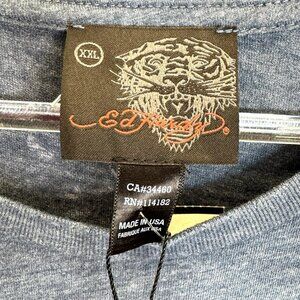 XXL
Ed Hardy ®
CA#34460
RN#114182
MADE IN USA
FABRIQUE AUX USA